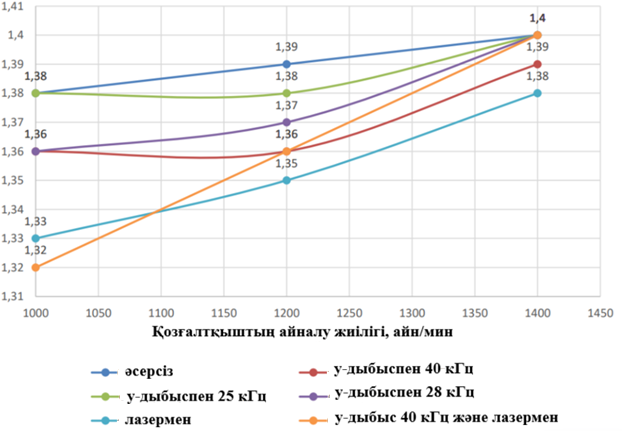 1,41
1,4
1,39
1,38
1,37
1,36
1,35
1,34
1,33
1,32
1,31
1,38
1,36
1,33
1,32
1,39
1,38
1,37
1,36
1,35
1,4
1,39
1,38
1000 1050 1100 1150 1200 1250 1300 1350 1400 1450
Қозғалтқыштың айналу жиілігі, айн/мин
әсерсіз
у-дыбыспен 40 кГц
у-дыбыспен 25 кГц
у-дыбыспен 28 кГц
лазермен
у-дыбыс 40 кГц және лазермен